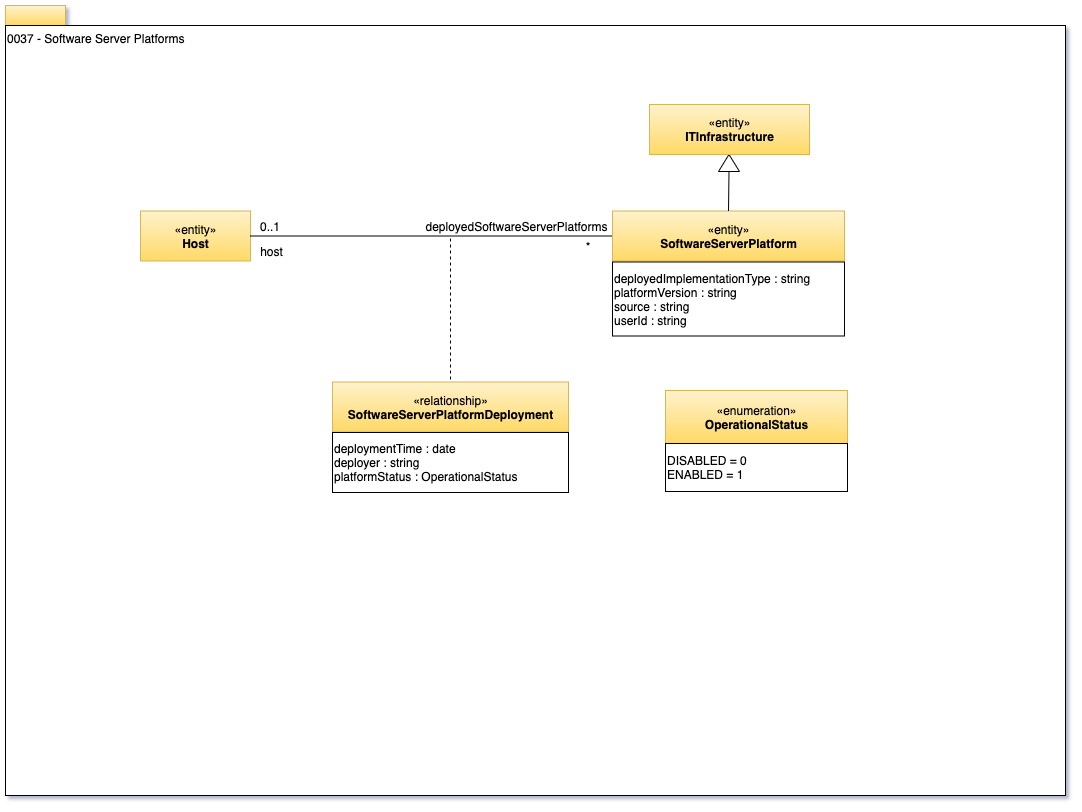 0037 - Software Server Platforms
«entity»
ITInfrastructure
«entity»
Host
0..1
host
deployedSoftwareServerPlatforms
*
«entity»
SoftwareServerPlatform
deployedImplementationType : string
platformVersion : string
source : string
userId : string
«relationship»
SoftwareServerPlatformDeployment
deploymentTime : date
deployer : string
platformStatus : OperationalStatus
«enumeration»
OperationalStatus
DISABLED = 0
ENABLED = 1